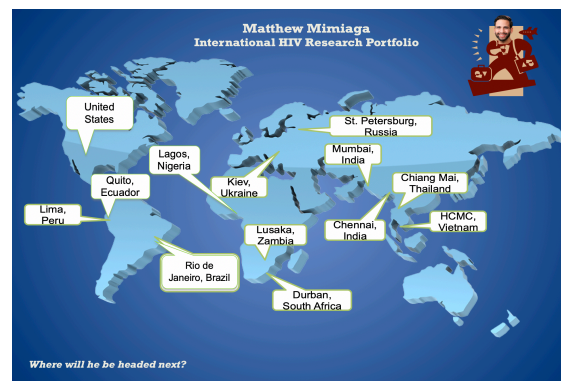 Matthew Mimiaga
International HIV Research Portfolio
United
States
St. Petersburg,
Russia
Lagos,
Nigeria
Mumbai,
India
Kiev,
Ukraine
Chiang Mai,
Thailand
Quito,
Ecuador
Lima,
Peru
HCMC,
Vietnam
Chennai,
India
Lusaka,
Zambia
Rio de
Janeiro, Brazil
Durban,
South Africa
Where will he be headed next?